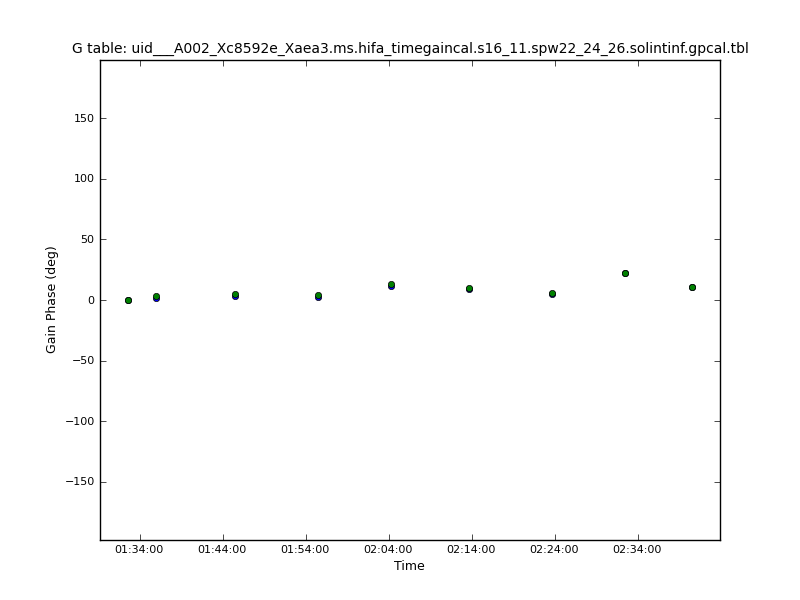 G table: uid___A002_Xc8592e_Xaea3.ms.hifa_timegaincal.s16_11.spw22_24_26.solintinf.gpcal.tbl
150
100
50
0
−50
−100
−150
Gain Phase (deg)
01:34:00 01:44:00 01:54:00 02:04:00 02:14:00 02:24:00 02:34:00
Time